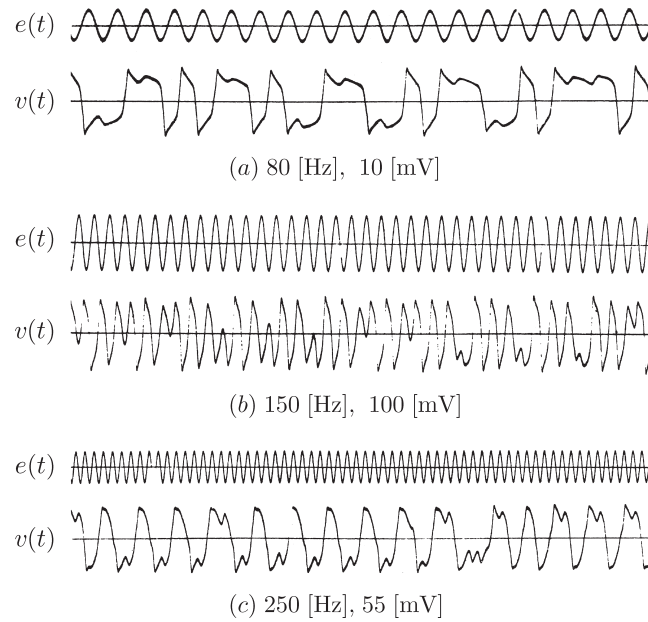 e(t)
v(t)
(a) 80 [Hz], 10 [mV]
e(t)
v(t)
(b) 150 [Hz], 100 [mV]
e(t)
v(t)
(c) 250 [Hz], 55 [mV]